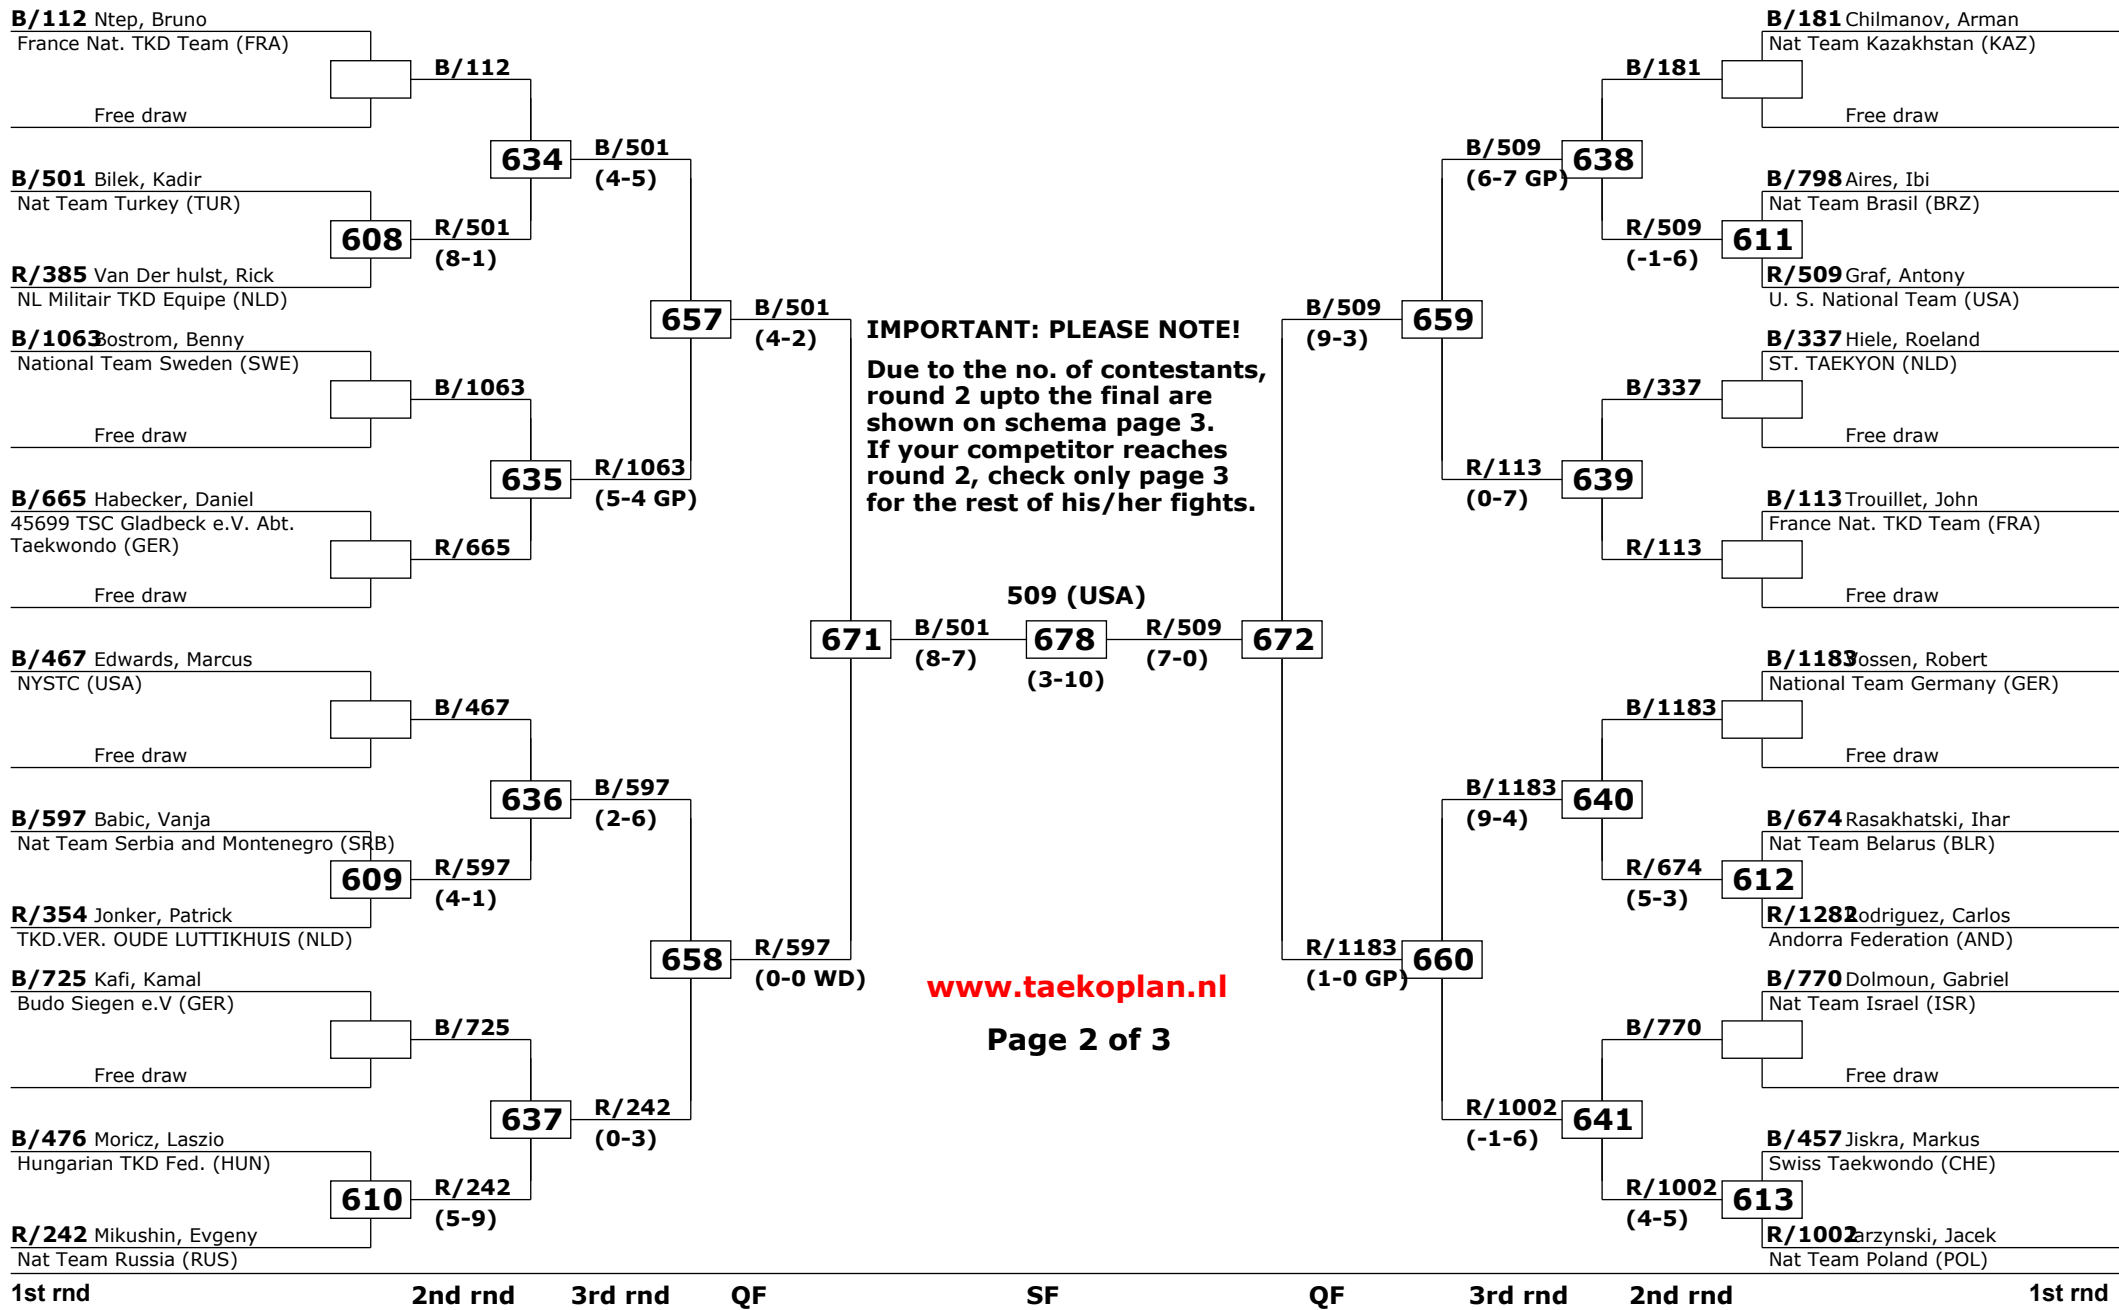 B/112 Ntep, Bruno
France Nat. TKD Team (FRA)
B/112
Free draw
634
B/501
(4-5)
B/501 Bilek, Kadir
Nat Team Turkey (TUR)
608
R/501
(8-1)
R/385 Van Der hulst, Rick
NL Militair TKD Equipe (NLD)
657
B/501
(4-2)
B/1063 Bostrom, Benny
National Team Sweden (SWE)
B/1063
Free draw
635
R/1063
(5-4 GP)
B/665 Habecker, Daniel
45699 TSC Gladbeck e.V. Abt.
Taekwondo (GER)
R/665
Free draw
671
B/501
(8-7)
B/467 Edwards, Marcus
NYSTC (USA)
B/467
Free draw
636
B/597
(2-6)
B/597 Babic, Vanja
Nat Team Serbia and Montenegro (SRB)
609
R/597
(4-1)
R/354 Jonker, Patrick
TKD.VER. OUDE LUTTIKHUIS (NLD)
658
R/597
(0-0 WD)
B/725 Kafi, Kamal
Budo Siegen e.V (GER)
B/725
Free draw
637
R/242
(0-3)
B/476 Moricz, Laszio
Hungarian TKD Fed. (HUN)
610
R/242
(5-9)
R/242 Mikushin, Evgeny
Nat Team Russia (RUS)
IMPORTANT: PLEASE NOTE!
Due to the no. of contestants,
round 2 upto the final are
shown on schema page 3.
If your competitor reaches
round 2, check only page 3
for the rest of his/her fights.
509 (USA)
678
(3-10)
www.taekoplan.nl
Page 2 of 3
B/181 Chilmanov, Arman
Nat Team Kazakhstan (KAZ)
B/181
Free draw
B/509
(6-7 GP)
638
B/798 Aires, Ibi
Nat Team Brasil (BRZ)
R/509
(-1-6)
611
R/509 Graf, Antony
U. S. National Team (USA)
B/509
(9-3)
659
B/337 Hiele, Roeland
ST. TAEKYON (NLD)
B/337
Free draw
R/113
(0-7)
639
B/113 Trouillet, John
France Nat. TKD Team (FRA)
R/113
Free draw
R/509
(7-0)
672
B/1183 Vossen, Robert
National Team Germany (GER)
B/1183
Free draw
B/1183
(9-4)
640
B/674 Rasakhatski, Ihar
Nat Team Belarus (BLR)
R/674
(5-3)
612
R/1282 Rodriguez, Carlos
Andorra Federation (AND)
R/1183
(1-0 GP)
660
B/770 Dolmoun, Gabriel
Nat Team Israel (ISR)
B/770
Free draw
R/1002
(-1-6)
641
B/457 Jiskra, Markus
Swiss Taekwondo (CHE)
R/1002
(4-5)
613
R/1002 Jacek
Nat Team Poland (POL)
1st rnd 2nd rnd 3rd rnd QF SF QF 3rd rnd 2nd rnd 1st rnd